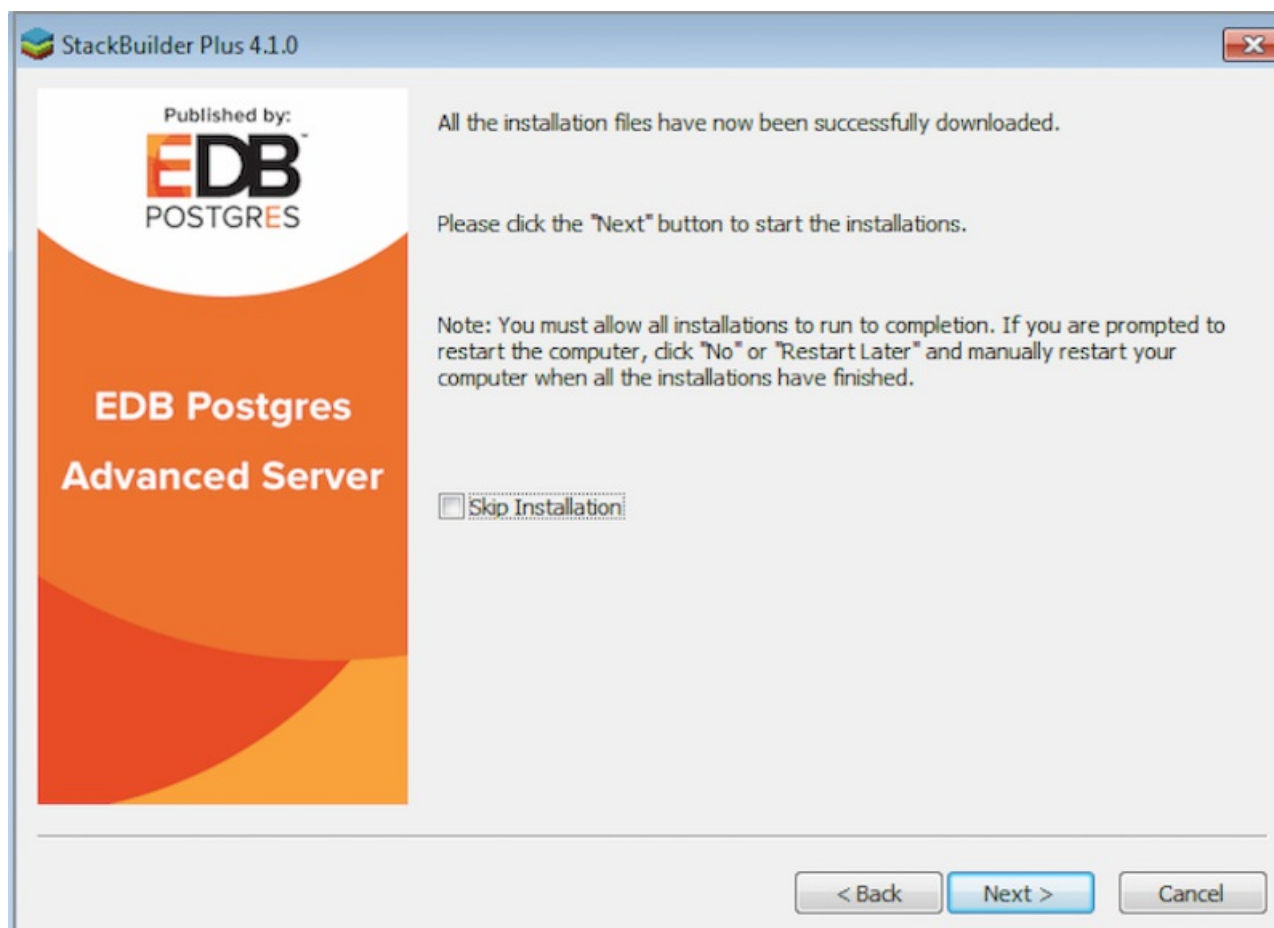 StackBuilder Plus 4.1.0
Published by:
EDB™
POSTGRES
EDB Postgres
Advanced Server
All the installation files have now been successfully downloaded.
Please click the "Next" button to start the installations.
Note: You must allow all installations to run to completion. If you are prompted to
restart the computer, click "No" or "Restart Later" and manually restart your
computer when all the installations have finished.
Skip Installation
< Back
Next >
Cancel